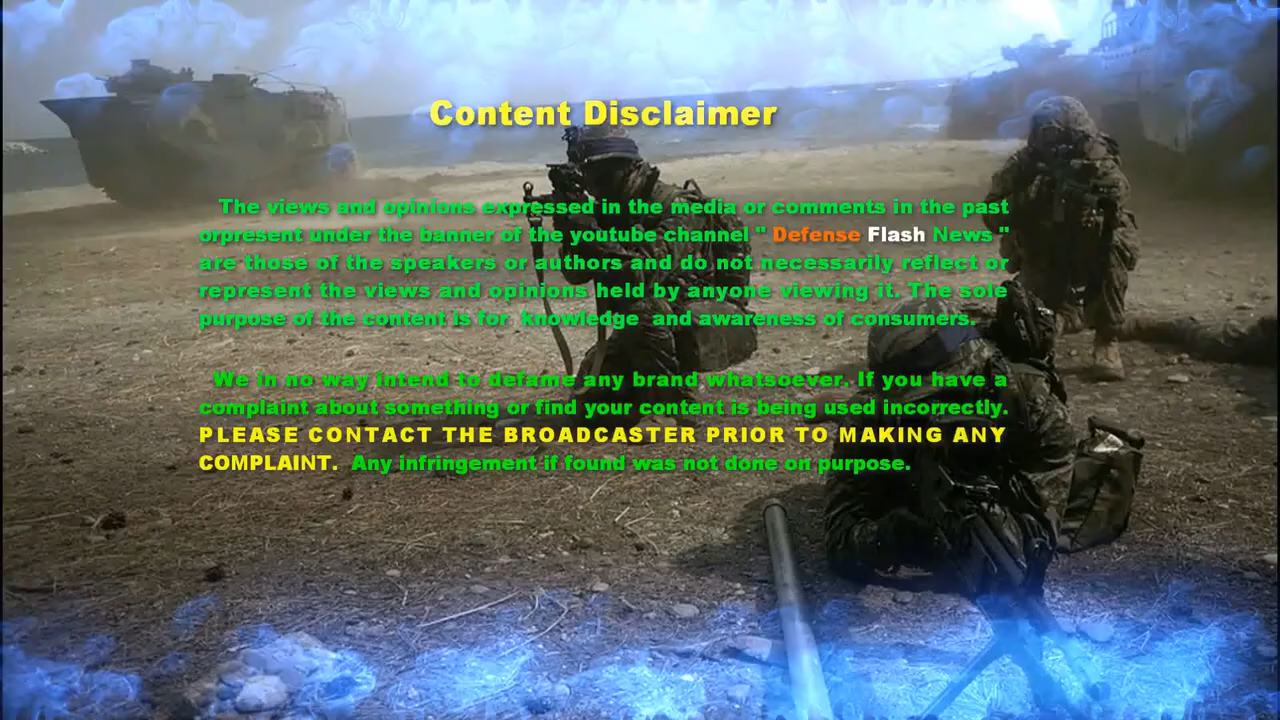 Content Disclaimer
The views and opinions expressed in the media or comments in the past
orpresent under the banner of the youtube channel " Defense Flash News "
are those of the speakers or authors and do not necessarily reflect or
represent the views and opinions held by anyone viewing it. The sole
purpose of the content is for knowledge and awareness of consumers.
We in no way intend to defame any brand whatsoever. If you have a
complaint about something or find your content is being used incorrectly.
PLEASE CONTACT THE BROADCASTER PRIOR TO MAKING ANY
COMPLAINT. Any infringement if found was not done on purpose.